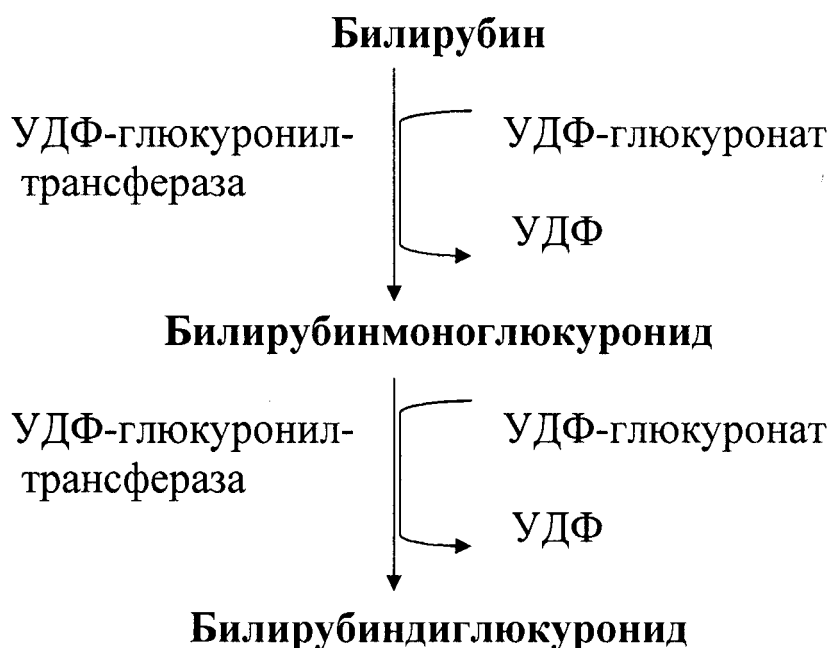 Билирубин
УДФ-глюкуронил-
трансфераза
УДФ-глюкуронат
УДФ
Билирубинмоноглюкуронид
УДФ-глюкуронил-
трансфераза
УДФ-глюкуронат
УДФ
Билирубиндиглюкуронид